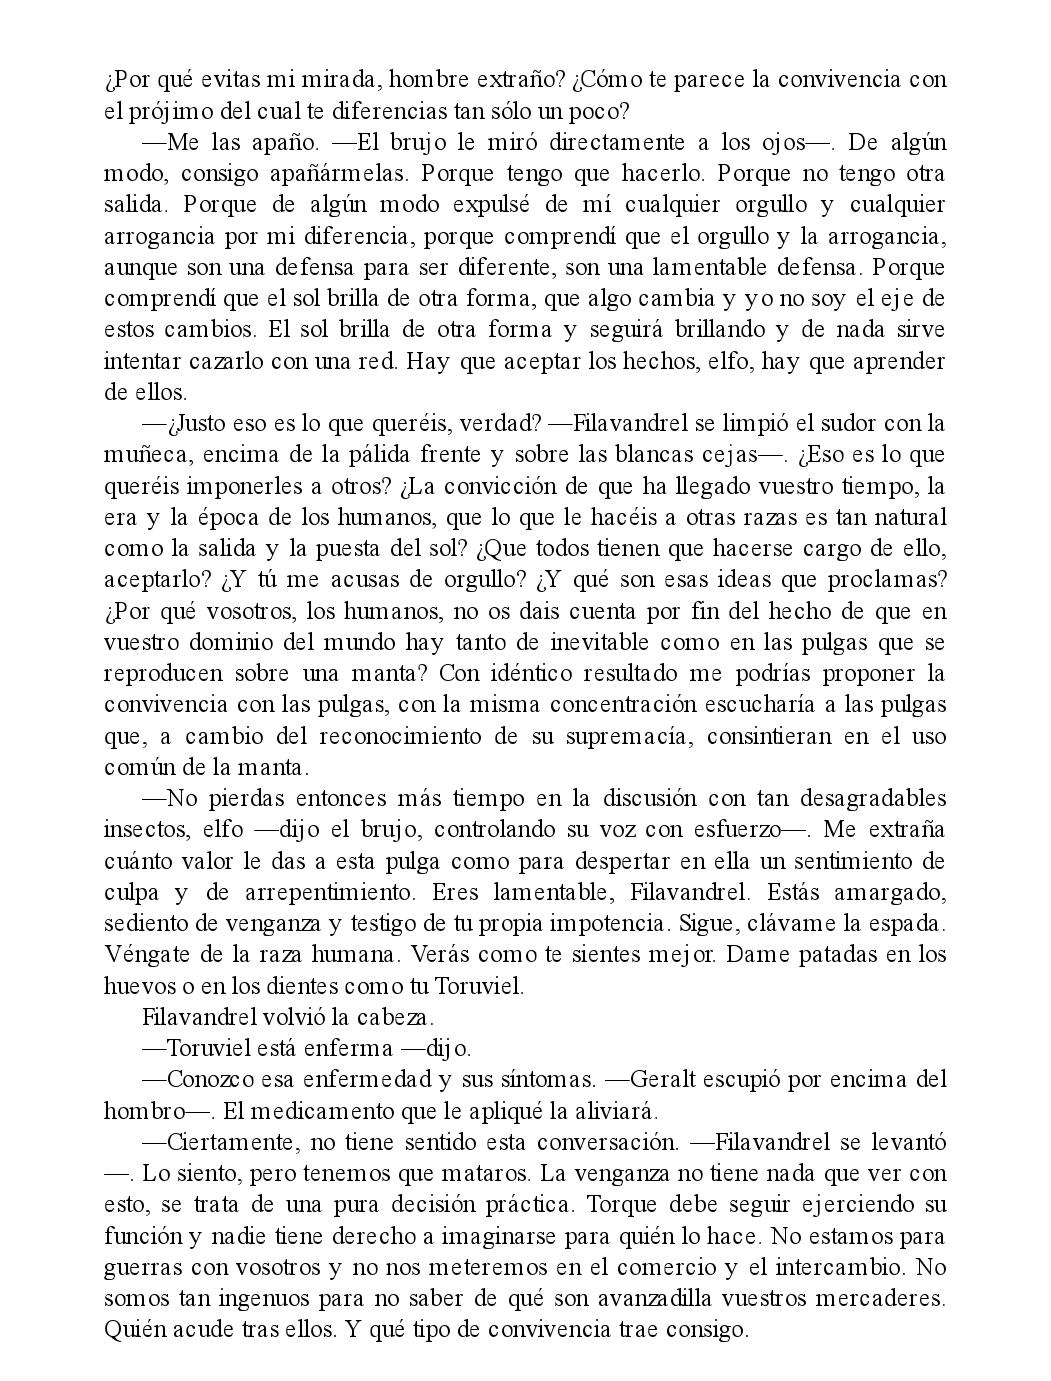 ¿Por qué evitas mi mirada, hombre extraño? ¿Cómo te parece la convivencia con
el prójimo del cual te diferencias tan sólo un poco?
—Me las apaño. —El brujo le miró directamente a los ojos—. De algún
modo, consigo apañármelas. Porque tengo que hacerlo. Porque no tengo otra
salida. Porque de algún modo expulsé de mí cualquier orgullo y cualquier
arrogancia por mi diferencia, porque comprendí que el orgullo y la arrogancia,
aunque son una defensa para ser diferente, son una lamentable defensa. Porque
comprendí que el sol brilla de otra forma, que algo cambia y yo no soy el eje de
estos cambios. El sol brilla de otra forma y seguirá brillando y de nada sirve
intentar cazarlo con una red. Hay que aceptar los hechos, elfo, hay que aprender
de ellos.
—¿Justo eso es lo que queréis, verdad? —Filavandrel se limpió el sudor con la
muñeca, encima de la pálida frente y sobre las blancas cejas—. ¿Eso es lo que
queréis imponerles a otros? ¿La convicción de que ha llegado vuestro tiempo, la
era y la época de los humanos, que lo que le hacéis a otras razas es tan natural
como la salida y la puesta del sol? ¿Que todos tienen que hacerse cargo de ello,
aceptarlo? ¿Y tú me acusas de orgullo? ¿Y qué son esas ideas que proclamas?
¿Por qué vosotros, los humanos, no os dais cuenta por fin del hecho de que en
vuestro dominio del mundo hay tanto de inevitable como en las pulgas que se
reproducen sobre una manta? Con idéntico resultado me podrías proponer la
convivencia con las pulgas, con la misma concentración escucharía a las pulgas
que, a cambio del reconocimiento de su supremacía, consintieran en el uso
común de la manta.
—No pierdas entonces más tiempo en la discusión con tan desagradables
insectos, elfo —dijo el brujo, controlando su voz con esfuerzo—. Me extraña
cuánto valor le das a esta pulga como para despertar en ella un sentimiento de
culpa y de arrepentimiento. Eres lamentable, Filavandrel. Estás amargado,
sediento de venganza y testigo de tu propia impotencia. Sigue, clávame la espada.
Véngate de la raza humana. Verás como te sientes mejor. Dame patadas en los
huevos o en los dientes como tu Toruviel.
Filavandrel volvió la cabeza.
—Toruviel está enferma —dijo.
—Conozco esa enfermedad y sus síntomas. —Geralt escupió por encima del
hombro—. El medicamento que le apliqué la aliviará.
—Ciertamente, no tiene sentido esta conversación. —Filavandrel se levantó
—. Lo siento, pero tenemos que mataros. La venganza no tiene nada que ver con
esto, se trata de una pura decisión práctica. Torque debe seguir ejerciendo su
función y nadie tiene derecho a imaginarse para quién lo hace. No estamos para
guerras con vosotros y no nos meteremos en el comercio y el intercambio. No
somos tan ingenuos para no saber de qué son avanzadilla vuestros mercaderes.
Quién acude tras ellos. Y qué tipo de convivencia trae consigo.